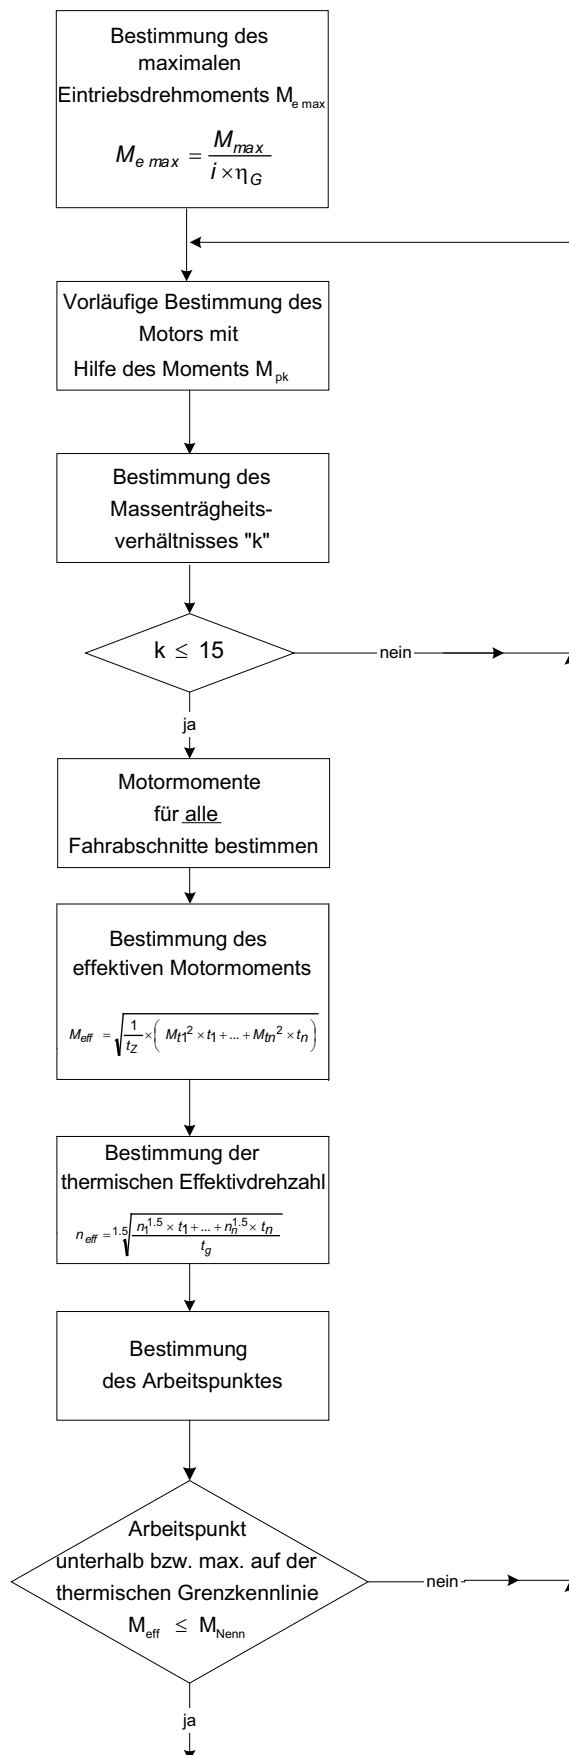 Bestimmung des
maximalen
Eintriebsdrehmoments M_e max
M_e max = M_max / (i × η_G)
Vorläufige Bestimmung des
Motors mit
Hilfe des Moments M_pk
Bestimmung des
Massenträgheits-
verhältnisses "k"
k ≤ 15
nein
ja
Motormomente
für alle
Fahrabschnitte bestimmen
Bestimmung des
effektiven Motormoments
M_eff = √(1/t_Z × (M_t1² × t_1 + ... + M_tn² × t_n))
Bestimmung der
thermischen Effektivdrehzahl
n_eff = ^1.5√((n_1^1.5 × t_1 + ... + n_n^1.5 × t_n) / t_g)
Bestimmung
des Arbeitspunktes
Arbeitspunkt
unterhalb bzw. max. auf der
thermischen Grenzkennlinie
M_eff ≤ M_Nenn
nein
ja